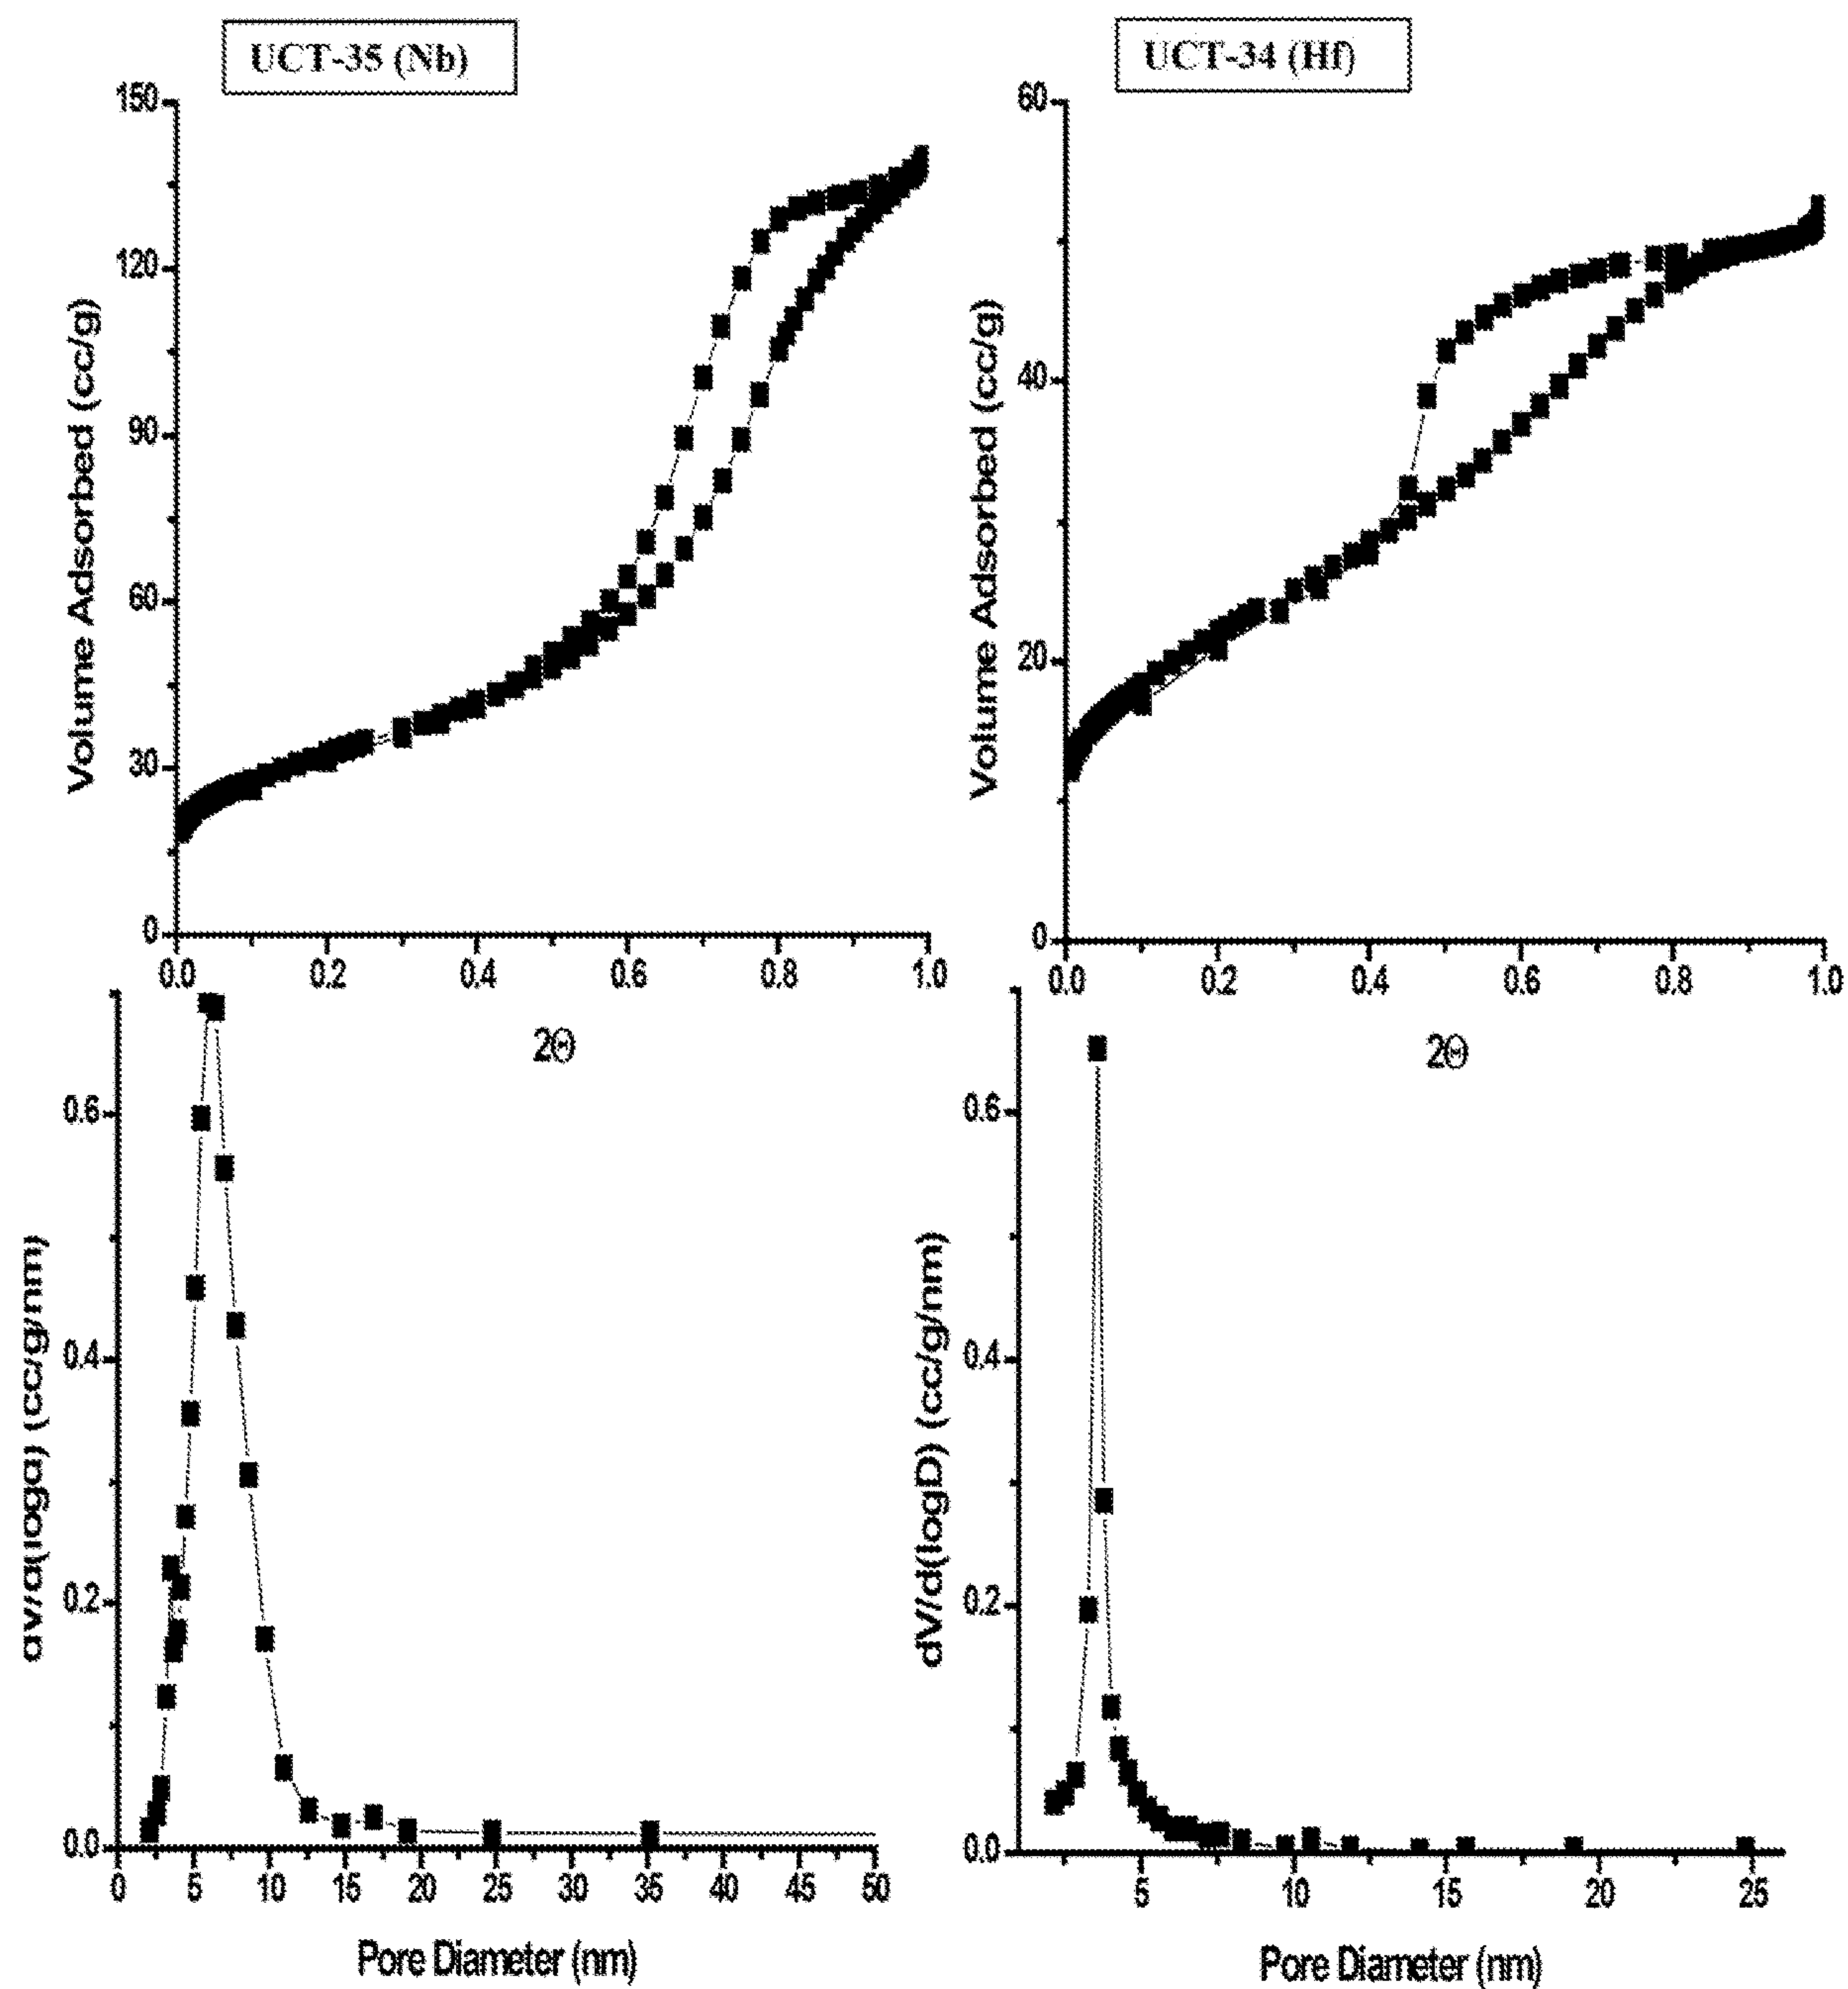 UCT-35 (Nb)
150
120
90
60
30
0
Volume Adsorbed (cc/g)
0.0 0.2 0.4 0.6 0.8 1.0
2Θ
UCT-34 (Hf)
60
40
20
0
Volume Adsorbed (cc/g)
0.0 0.2 0.4 0.6 0.8 1.0
2Θ
0.6
0.4
0.2
0.0
(cc/g/nm)
0 5 10 15 20 25 30 35 40 45 50
Pore Diameter (nm)
0.6
0.4
0.2
0.0
dV/d(logD) (cc/g/nm)
5 10 15 20 25
Pore Diameter (nm)